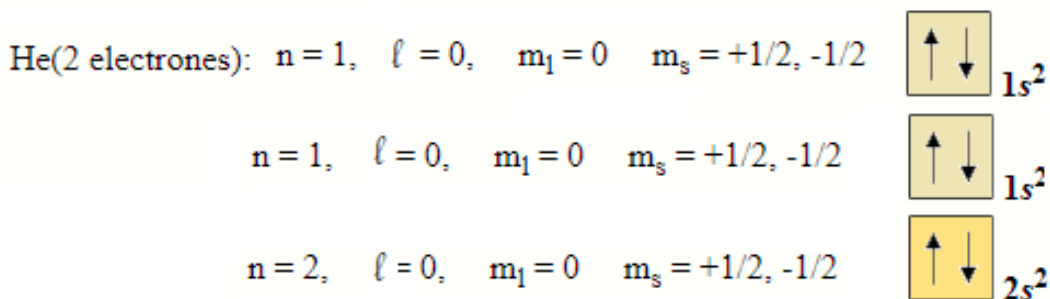 He(2 electrones): n = 1, ℓ = 0, m₁ = 0 mₛ = +1/2, -1/2 1s²
n = 1, ℓ = 0, m₁ = 0 mₛ = +1/2, -1/2 1s²
n = 2, ℓ = 0, m₁ = 0 mₛ = +1/2, -1/2 2s²